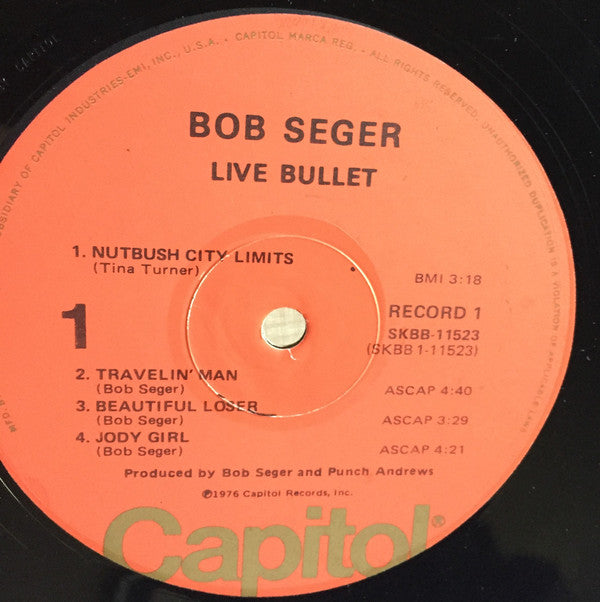 SUBSIDIARY OF CAPITOL INDUSTRIES-EMI, INC., U.S.A. • CAPITOL MARCA REG. • ALL RIGHTS RESERVED. UNAUTHORIZED DUPLICATION IS A VIOLATION OF APPLICABLE LAWS
BOB SEGER
LIVE BULLET
1. NUTBUSH CITY LIMITS
(Tina Turner)
BMI 3:18
1
RECORD 1
SKBB-11523
(SKBB 1-11523)
2. TRAVELIN' MAN
(Bob Seger)
ASCAP 4:40
3. BEAUTIFUL LOSER
(Bob Seger)
ASCAP 3:29
4. JODY GIRL
(Bob Seger)
ASCAP 4:21
Produced by Bob Seger and Punch Andrews
℗1976 Capitol Records, Inc.
Capitol®